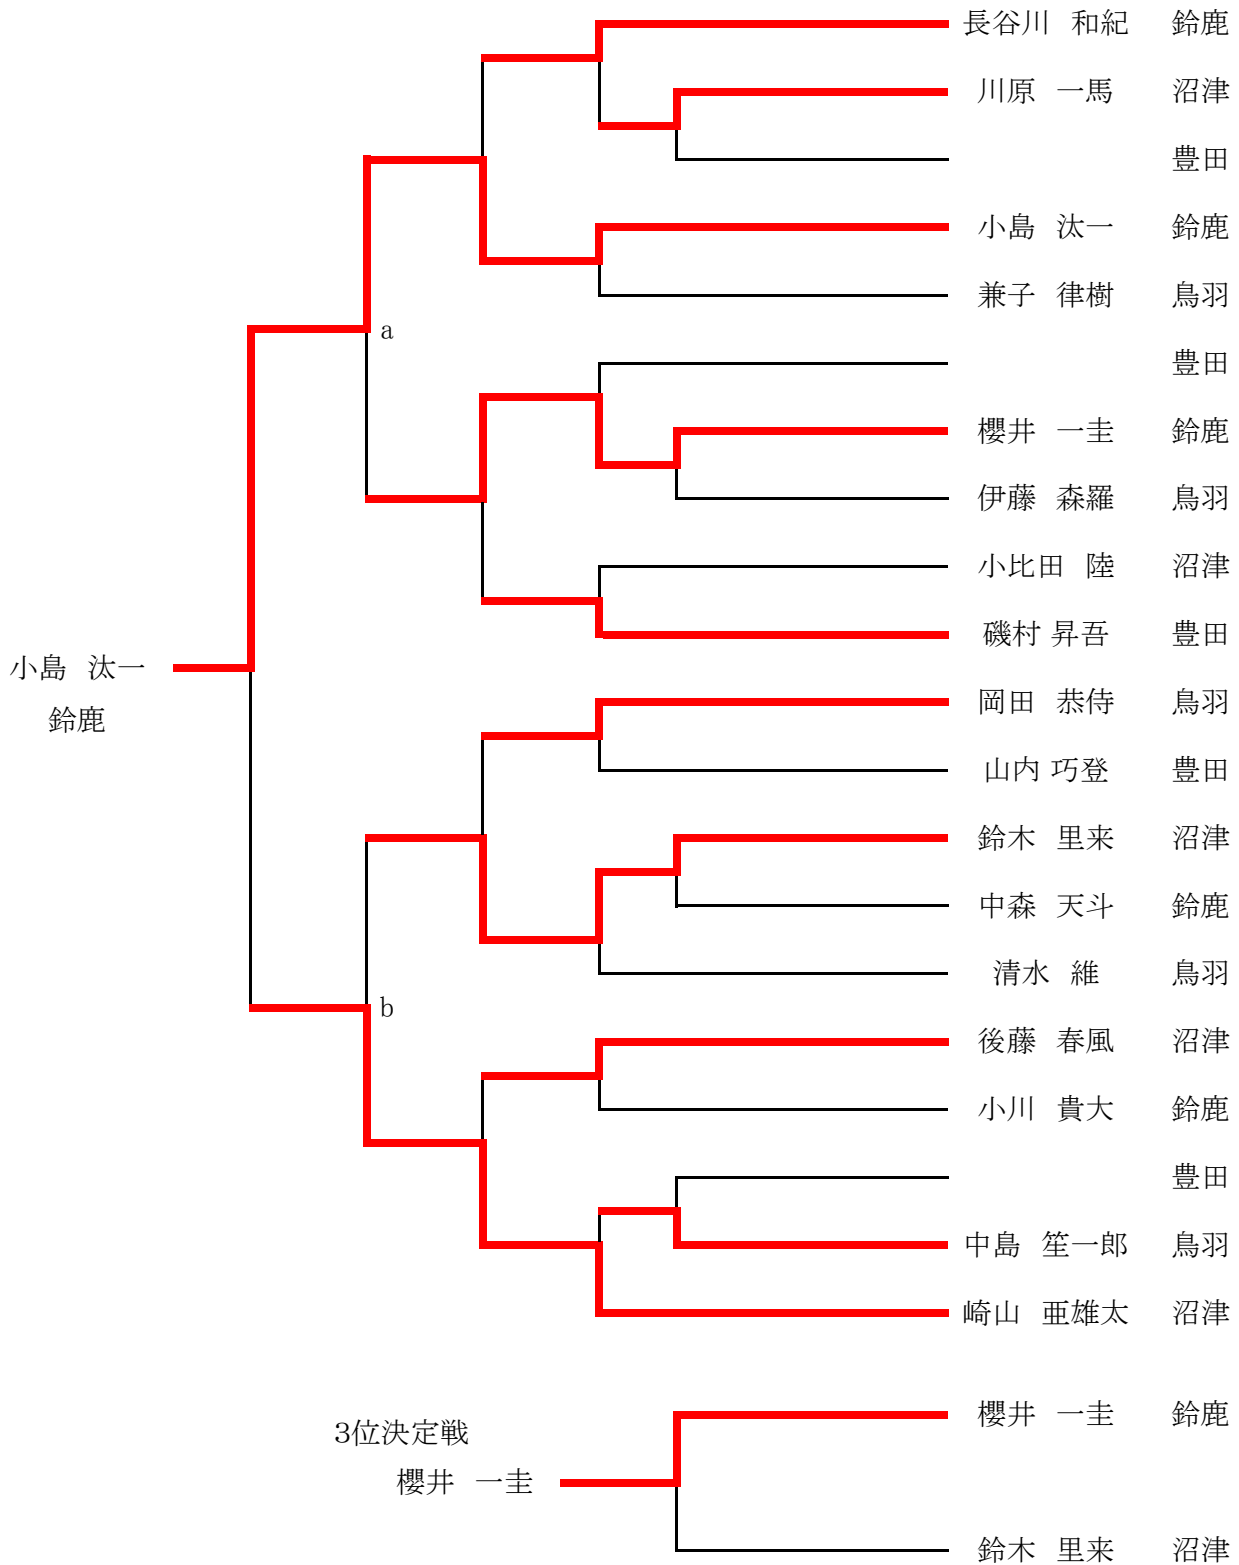 長谷川 和紀 鈴鹿
川原 一馬 沼津
豊田
小島 汰一 鈴鹿
兼子 律樹 鳥羽
a
豊田
櫻井 一圭 鈴鹿
伊藤 森羅 鳥羽
小比田 陸 沼津
磯村 昇吾 豊田
小島 汰一
鈴鹿
岡田 恭侍 鳥羽
山内 巧登 豊田
鈴木 里来 沼津
中森 天斗 鈴鹿
清水 維 鳥羽
b
後藤 春風 沼津
小川 貴大 鈴鹿
豊田
中島 笙一郎 鳥羽
崎山 亜雄太 沼津
3位決定戦
櫻井 一圭 鈴鹿
櫻井 一圭
鈴木 里来 沼津